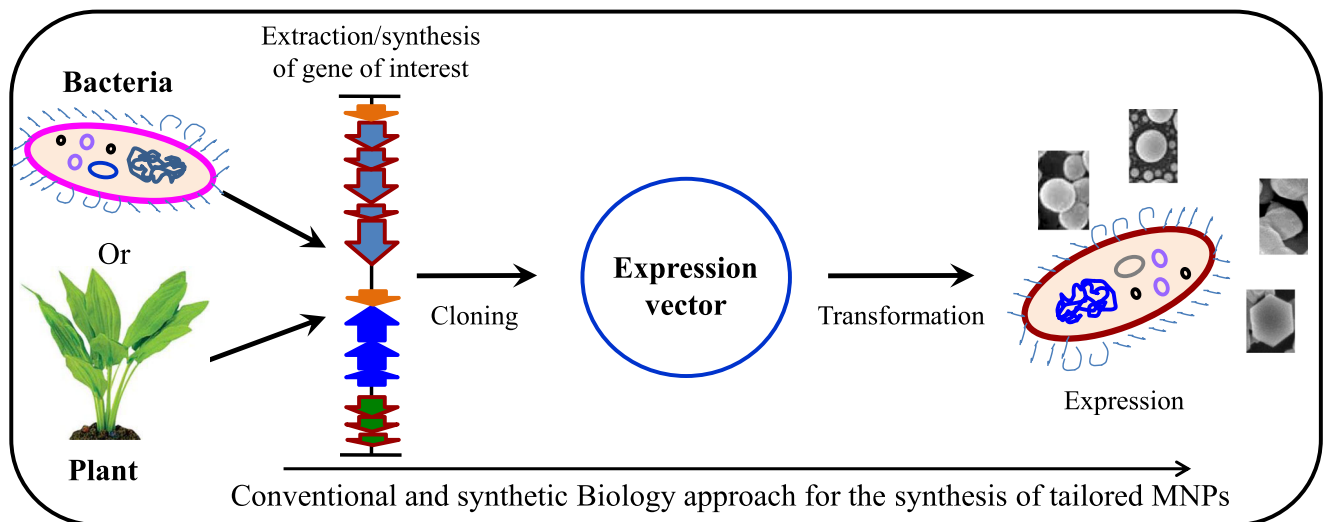 Extraction/synthesis
of gene of interest
Bacteria
Or
Plant
Cloning
Expression
vector
Transformation
Expression
Conventional and synthetic Biology approach for the synthesis of tailored MNPs